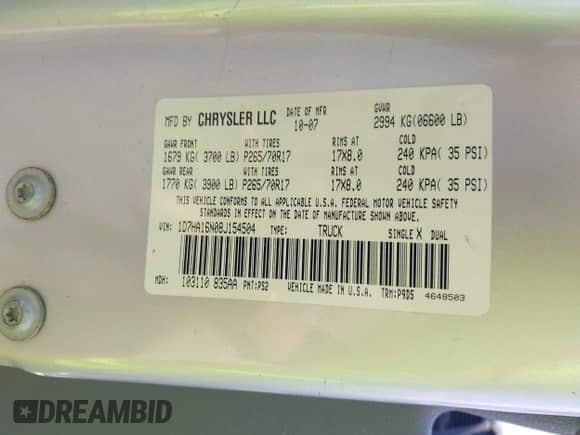 MFD BY CHRYSLER LLC DATE OF MFR 10-07 GVWR 2994 KG(06600 LB)
GAWR FRONT WITH TIRES RIMS AT COLD
1679 KG( 3700 LB) P265/70R17 17X8.0 240 KPA( 35 PSI)
GAWR REAR WITH TIRES RIMS AT COLD
1770 KG( 3900 LB) P265/70R17 17X8.0 240 KPA( 35 PSI)
THIS VEHICLE CONFORMS TO ALL APPLICABLE U.S.A. FEDERAL MOTOR VEHICLE SAFETY
STANDARDS IN EFFECT ON THE DATE OF MANUFACTURE SHOWN ABOVE.
VIN: 1D7HA16N08J154504 TYPE: TRUCK SINGLE X DUAL
MDH: 103110 835AA PNT:PS2 VEHICLE MADE IN U.S.A. TRM:P9D5 4648503
DREAMBID